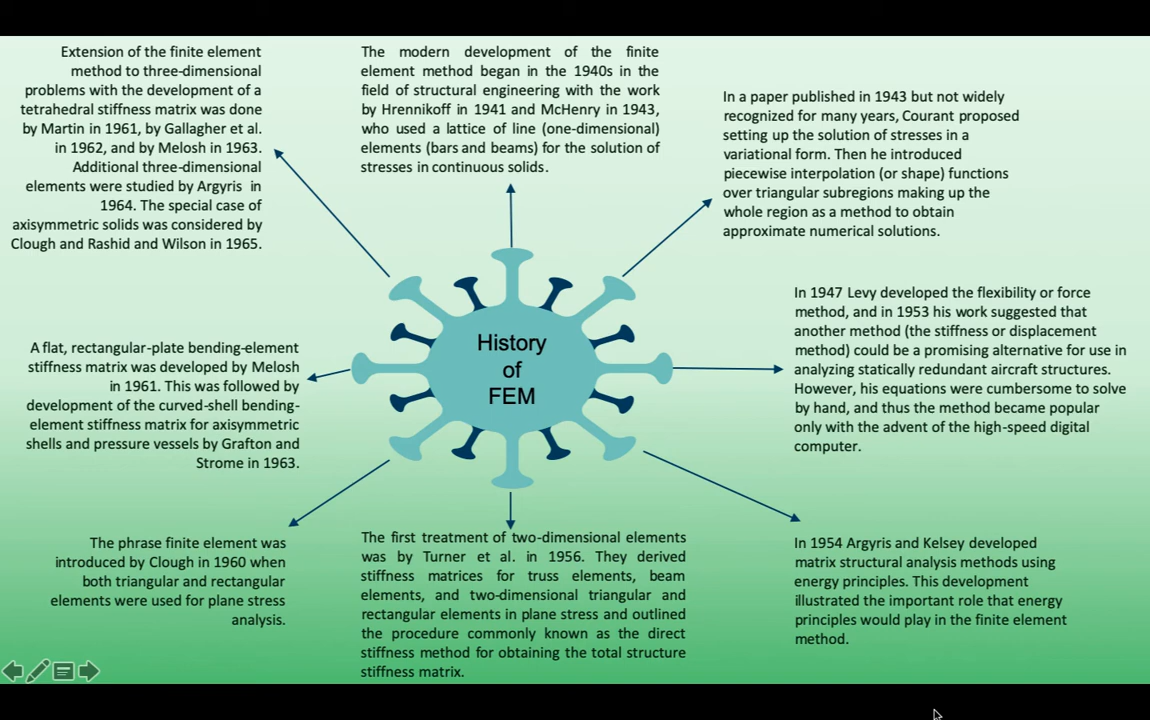 Extension of the finite element
method to three-dimensional
problems with the development of a
tetrahedral stiffness matrix was done
by Martin in 1961, by Gallagher et al.
in 1962, and by Melosh in 1963.
Additional three-dimensional
elements were studied by Argyris in
1964. The special case of
axisymmetric solids was considered by
Clough and Rashid and Wilson in 1965.
The modern development of the finite
element method began in the 1940s in the
field of structural engineering with the work
by Hrennikoff in 1941 and McHenry in 1943,
who used a lattice of line (one-dimensional)
elements (bars and beams) for the solution of
stresses in continuous solids.
In a paper published in 1943 but not widely
recognized for many years, Courant proposed
setting up the solution of stresses in a
variational form. Then he introduced
piecewise interpolation (or shape) functions
over triangular subregions making up the
whole region as a method to obtain
approximate numerical solutions.
History
of
FEM
In 1947 Levy developed the flexibility or force
method, and in 1953 his work suggested that
another method (the stiffness or displacement
method) could be a promising alternative for use in
analyzing statically redundant aircraft structures.
However, his equations were cumbersome to solve
by hand, and thus the method became popular
only with the advent of the high-speed digital
computer.
A flat, rectangular-plate bending-element
stiffness matrix was developed by Melosh
in 1961. This was followed by
development of the curved-shell bending-
element stiffness matrix for axisymmetric
shells and pressure vessels by Grafton and
Strome in 1963.
The phrase finite element was
introduced by Clough in 1960 when
both triangular and rectangular
elements were used for plane stress
analysis.
The first treatment of two-dimensional elements
was by Turner et al. in 1956. They derived
stiffness matrices for truss elements, beam
elements, and two-dimensional triangular and
rectangular elements in plane stress and outlined
the procedure commonly known as the direct
stiffness method for obtaining the total structure
stiffness matrix.
In 1954 Argyris and Kelsey developed
matrix structural analysis methods using
energy principles. This development
illustrated the important role that energy
principles would play in the finite element
method.